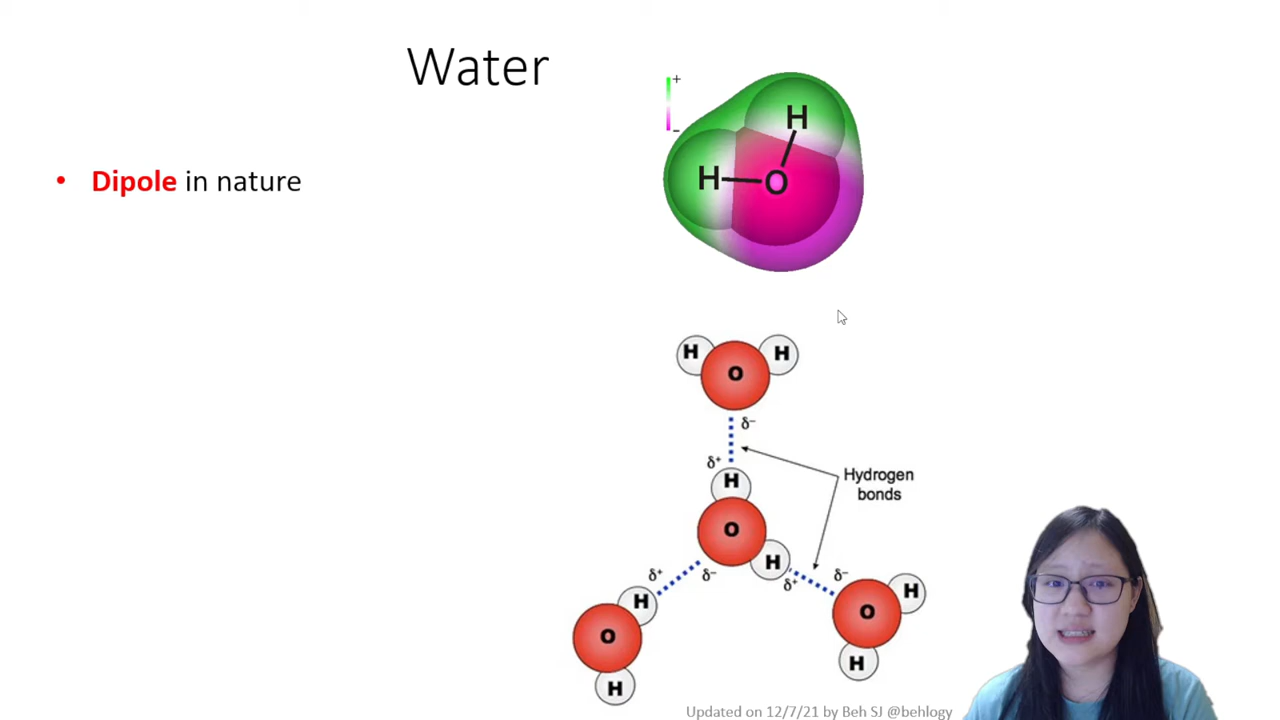 Water
+
-
H
H
O
• Dipole in nature
H
O
H
δ⁻
δ⁺
H
O
H
Hydrogen
bonds
δ⁺
δ⁻
δ⁺
δ⁻
H
O
H
O
H
H
Updated on 12/7/21 by Beh SJ @behlogy